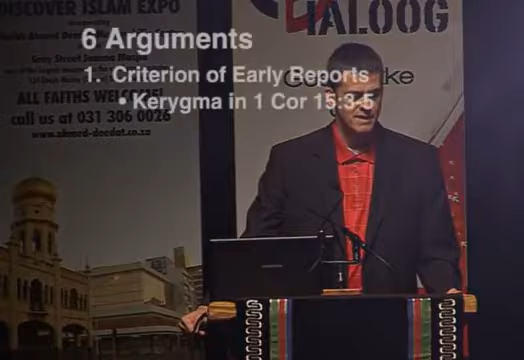 DISCOVER ISLAM EXPO
ALL FAITHS WELCOME!
call us at 031 306 0026
www.ahmed-deedat.co.za
DIALOOG
6 Arguments
1. Criterion of Early Reports
• Kerygma in 1 Cor 15:3-5